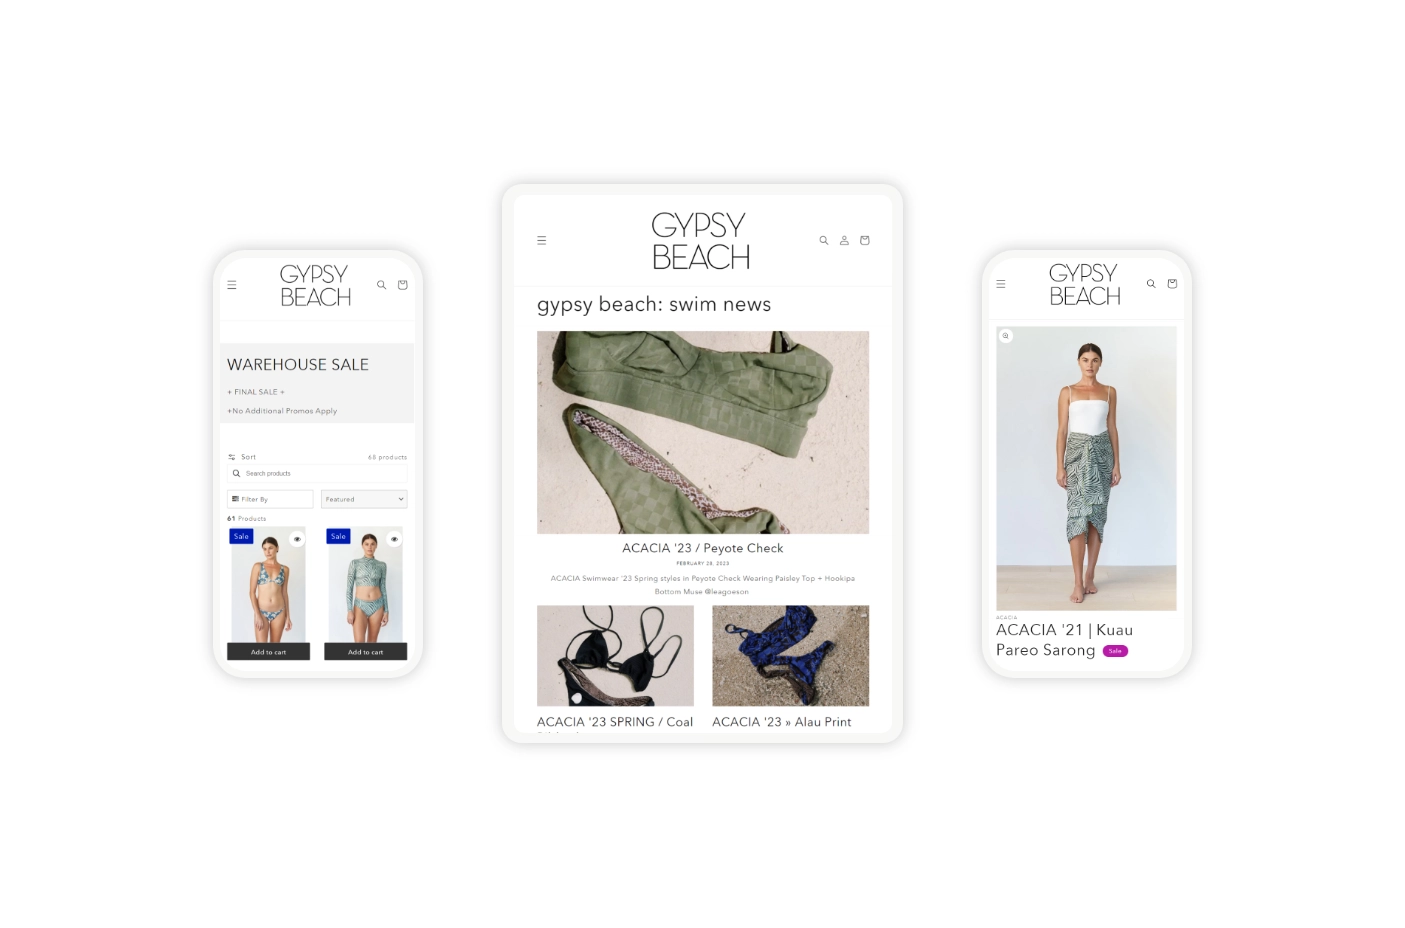 GYPSY
BEACH
WAREHOUSE SALE
+ FINAL SALE +
+No Additional Promos Apply
Sort
68 products
Search products
Filter By
Featured
61 Products
Sale
Sale
Add to cart
Add to cart
GYPSY
BEACH
gypsy beach: swim news
ACACIA '23 / Peyote Check
FEBRUARY 28, 2023
ACACIA Swimwear '23 Spring styles in Peyote Check Wearing Paisley Top + Hookipa
Bottom Muse @leagoeson
ACACIA '23 SPRING / Coal
ACACIA '23 » Alau Print
GYPSY
BEACH
ACACIA
ACACIA '21 | Kuau
Pareo Sarong Sale